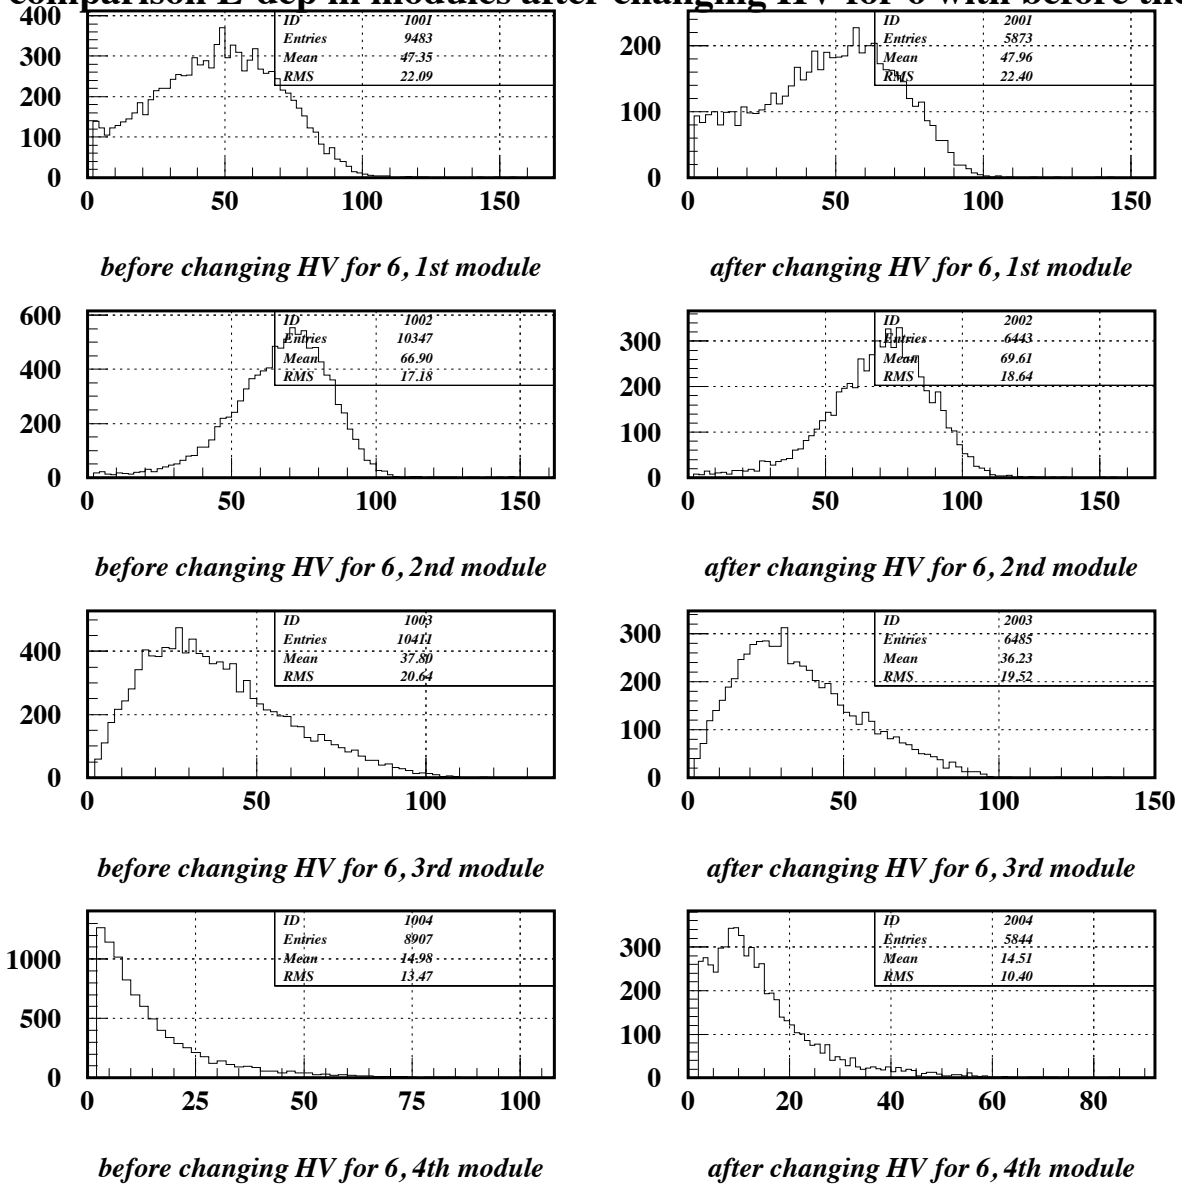 comparison E-dep in modules after changing HV for 6 with before the
ID 1001
Entries 9483
Mean 47.35
RMS 22.09
400
300
200
100
0
0 50 100 150
before changing HV for 6, 1st module
ID 2001
Entries 5873
Mean 47.96
RMS 22.40
200
100
0
0 50 100 150
after changing HV for 6, 1st module
ID 1002
Entries 10347
Mean 66.90
RMS 17.18
600
400
200
0
0 50 100 150
before changing HV for 6, 2nd module
ID 2002
Entries 6443
Mean 69.61
RMS 18.64
300
200
100
0
0 50 100 150
after changing HV for 6, 2nd module
ID 1003
Entries 10411
Mean 37.80
RMS 20.64
400
200
0
0 50 100
before changing HV for 6, 3rd module
ID 2003
Entries 6485
Mean 36.23
RMS 19.52
300
200
100
0
0 50 100 150
after changing HV for 6, 3rd module
ID 1004
Entries 8907
Mean 14.98
RMS 13.47
1000
500
0
0 25 50 75 100
before changing HV for 6, 4th module
ID 2004
Entries 5844
Mean 14.51
RMS 10.40
300
200
100
0
0 20 40 60 80
after changing HV for 6, 4th module